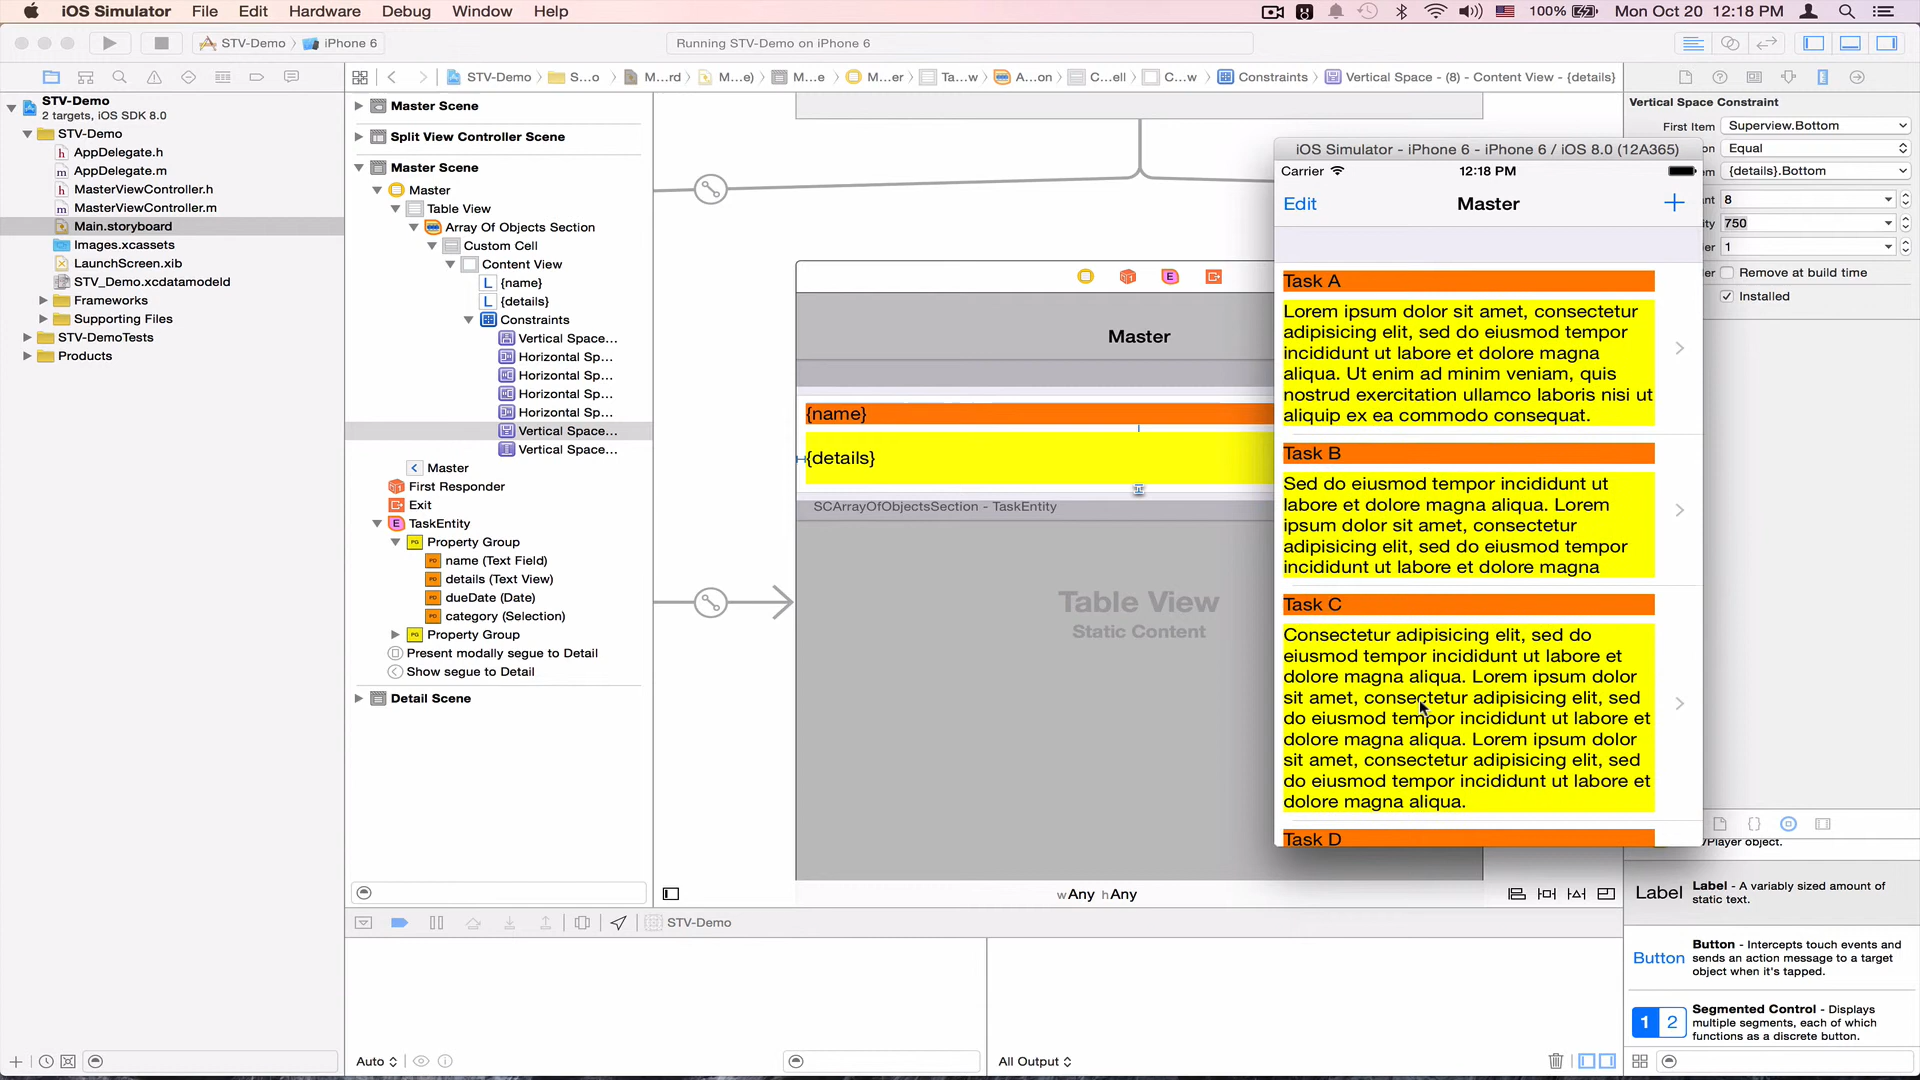 iOS Simulator File Edit Hardware Debug Window Help
100% Mon Oct 20 12:18 PM
STV-Demo iPhone 6
Running STV-Demo on iPhone 6
STV-Demo S...o M...rd M...e) M...e M...er Ta...w A...on C...ell C...w Constraints Vertical Space - (8) - Content View - {details}
STV-Demo
2 targets, iOS SDK 8.0
STV-Demo
AppDelegate.h
AppDelegate.m
MasterViewController.h
MasterViewController.m
Main.storyboard
Images.xcassets
LaunchScreen.xib
STV_Demo.xcdatamodeld
Frameworks
Supporting Files
STV-DemoTests
Products
Master Scene
Split View Controller Scene
Master Scene
Master
Table View
Array Of Objects Section
Custom Cell
Content View
L {name}
L {details}
Constraints
Vertical Space...
Horizontal Sp...
Horizontal Sp...
Horizontal Sp...
Horizontal Sp...
Vertical Space...
Vertical Space...
Master
First Responder
Exit
E TaskEntity
Property Group
name (Text Field)
details (Text View)
dueDate (Date)
category (Selection)
Property Group
Present modally segue to Detail
Show segue to Detail
Detail Scene
E
Master
{name}
{details}
SCArrayOfObjectsSection - TaskEntity
Table View
Static Content
wAny hAny
iOS Simulator - iPhone 6 - iPhone 6 / iOS 8.0 (12A365)
Carrier 12:18 PM
Edit Master +
Task A
Lorem ipsum dolor sit amet, consectetur
adipisicing elit, sed do eiusmod tempor
incididunt ut labore et dolore magna
aliqua. Ut enim ad minim veniam, quis
nostrud exercitation ullamco laboris nisi ut
aliquip ex ea commodo consequat.
Task B
Sed do eiusmod tempor incididunt ut
labore et dolore magna aliqua. Lorem
ipsum dolor sit amet, consectetur
adipisicing elit, sed do eiusmod tempor
incididunt ut labore et dolore magna
Task C
Consectetur adipisicing elit, sed do
eiusmod tempor incididunt ut labore et
dolore magna aliqua. Lorem ipsum dolor
sit amet, consectetur adipisicing elit, sed
do eiusmod tempor incididunt ut labore et
dolore magna aliqua. Lorem ipsum dolor
sit amet, consectetur adipisicing elit, sed
do eiusmod tempor incididunt ut labore et
dolore magna aliqua.
Task D
Vertical Space Constraint
First Item Superview.Bottom
on Equal
em {details}.Bottom
nt 8
ity 750
er 1
er Remove at build time
Installed
Player object.
Label Label - A variably sized amount of
static text.
Button Button - Intercepts touch events and
sends an action message to a target
object when it's tapped.
1 2 Segmented Control - Displays
multiple segments, each of which
functions as a discrete button.
STV-Demo
Auto
All Output